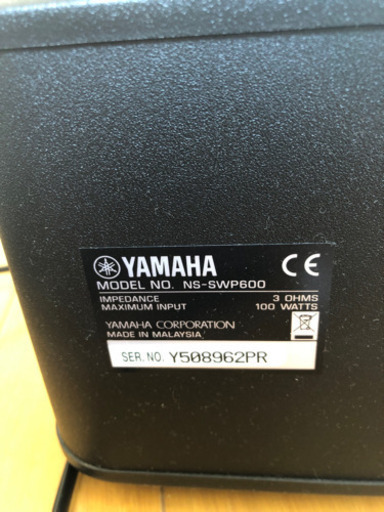 YAMAHA CE
MODEL NO. NS-SWP600
IMPEDANCE 3 OHMS
MAXIMUM INPUT 100 WATTS
YAMAHA CORPORATION
MADE IN MALAYSIA
SER. NO. Y508962PR